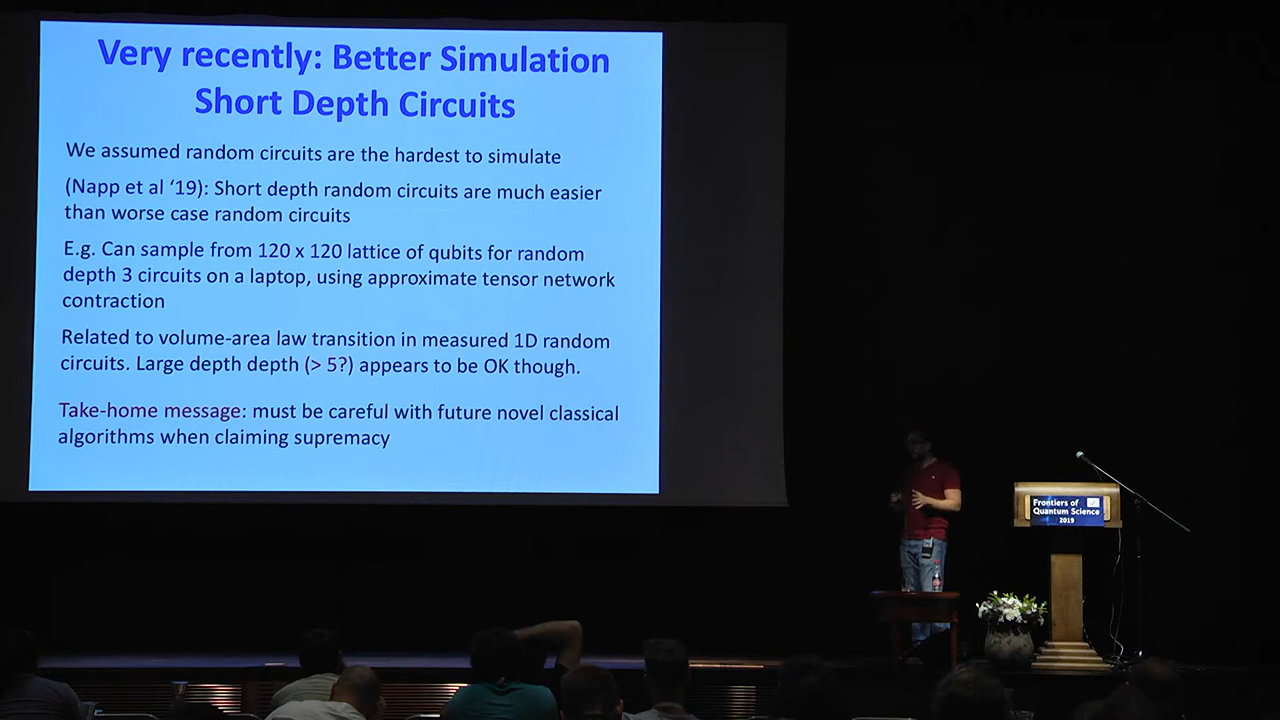 Very recently: Better Simulation
Short Depth Circuits
We assumed random circuits are the hardest to simulate
(Napp et al ‘19): Short depth random circuits are much easier
than worse case random circuits
E.g. Can sample from 120 x 120 lattice of qubits for random
depth 3 circuits on a laptop, using approximate tensor network
contraction
Related to volume-area law transition in measured 1D random
circuits. Large depth depth (> 5?) appears to be OK though.
Take-home message: must be careful with future novel classical
algorithms when claiming supremacy
Frontiers of
Quantum Science
2019